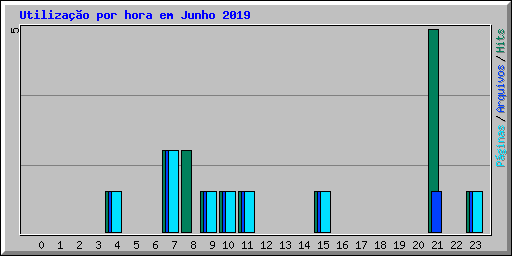 Utilização por hora em Junho 2019
5
Páginas / Arquivos / Hits
0 1 2 3 4 5 6 7 8 9 10 11 12 13 14 15 16 17 18 19 20 21 22 23